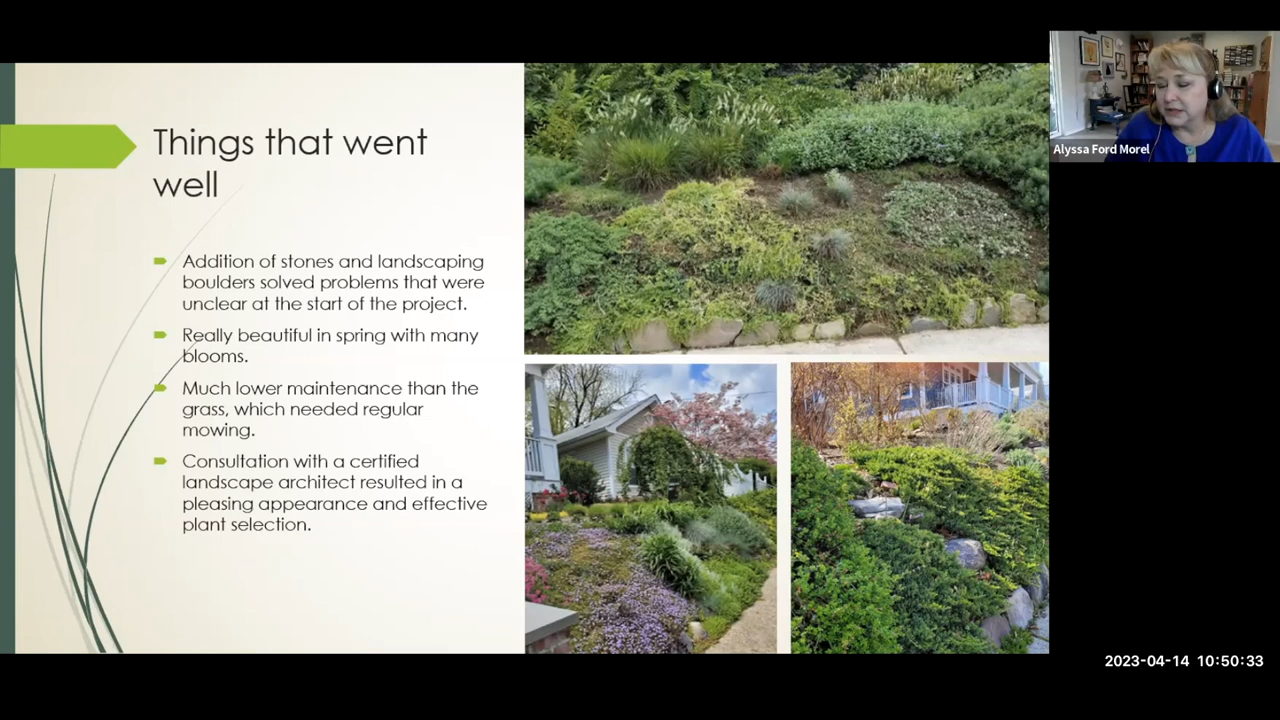 Things that went
well
Addition of stones and landscaping
boulders solved problems that were
unclear at the start of the project.
Really beautiful in spring with many
blooms.
Much lower maintenance than the
grass, which needed regular
mowing.
Consultation with a certified
landscape architect resulted in a
pleasing appearance and effective
plant selection.
Alyssa Ford Morel
2023-04-14 10:50:33